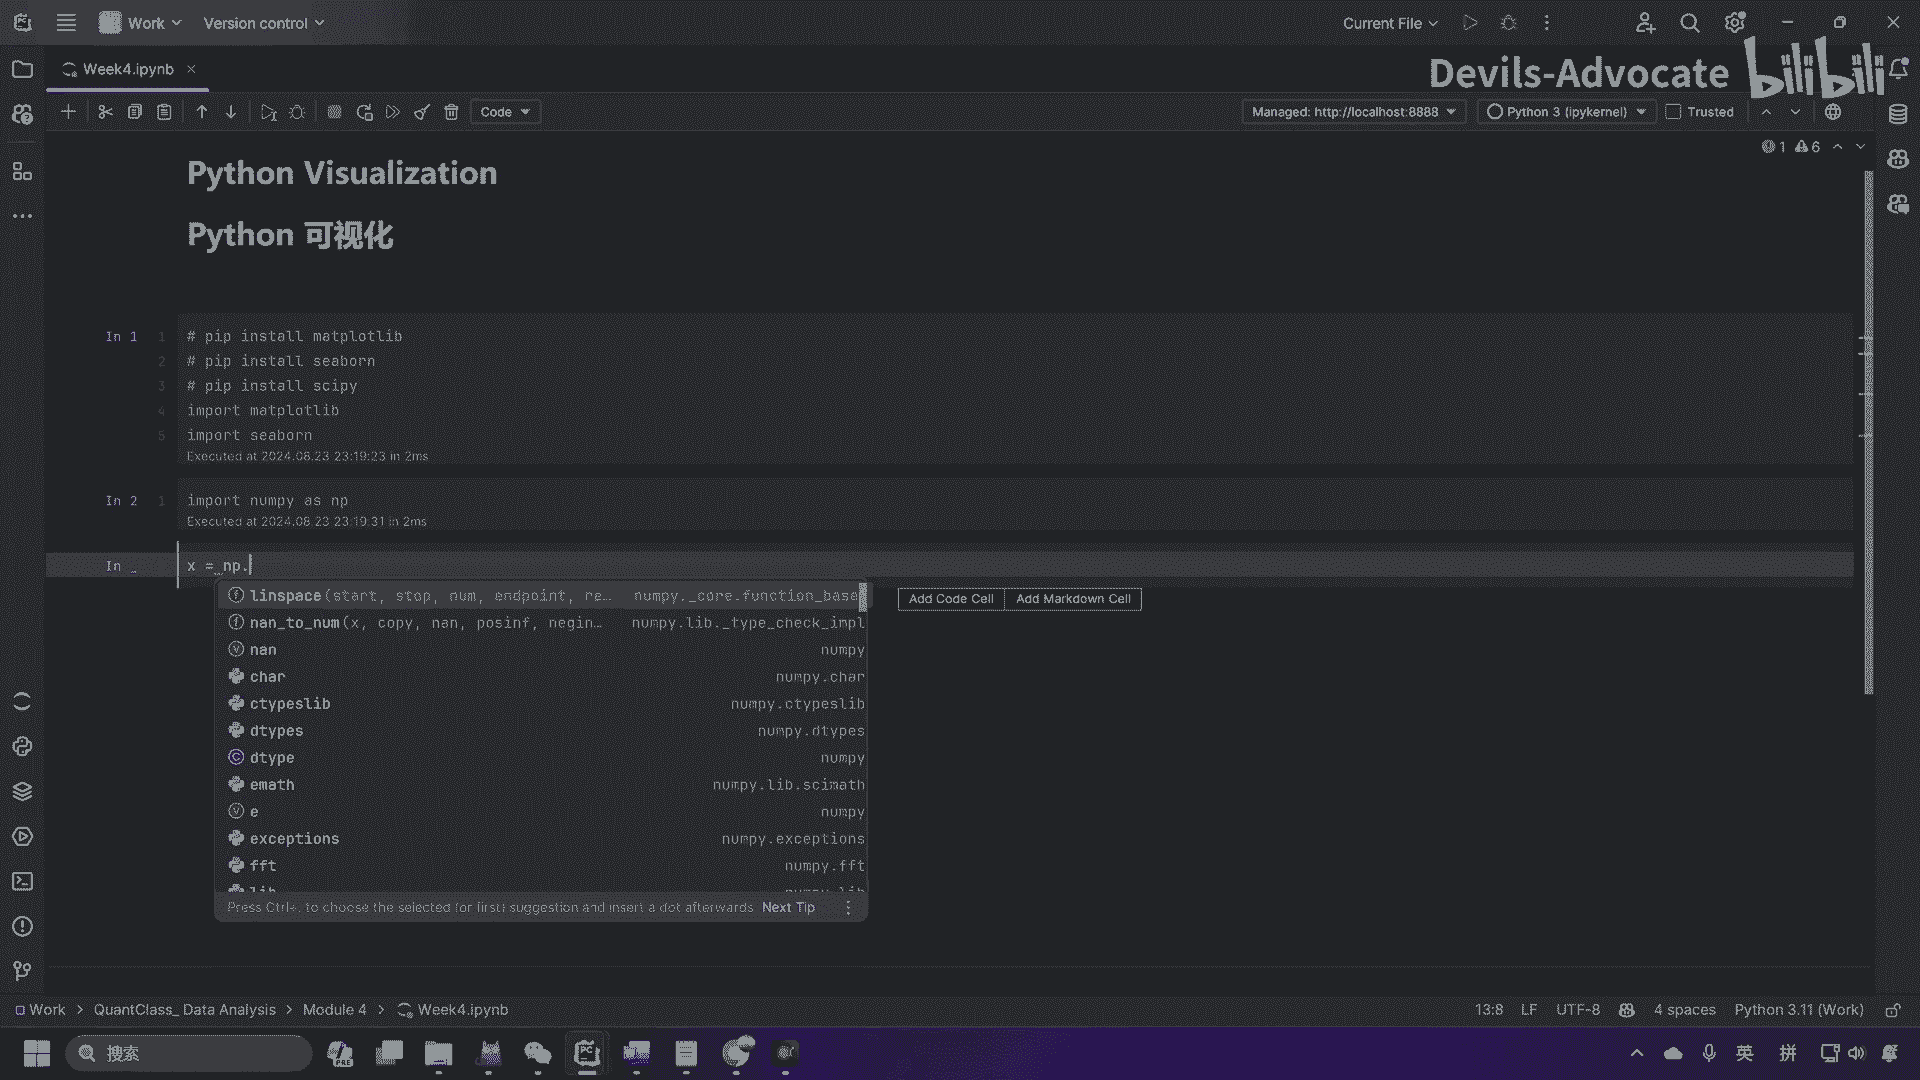 Work
Version control
Current File
Week4.ipynb
Devils-Advocate bilibili
Code
Managed: http://localhost:8888
Python 3 (ipykernel)
Trusted
1 6
Python Visualization
Python 可视化
In 1
1 # pip install matplotlib
2 # pip install seaborn
3 # pip install scipy
4 import matplotlib
5 import seaborn
Executed at 2024.08.23 23:19:23 in 2ms
In 2
1 import numpy as np
Executed at 2024.08.23 23:19:31 in 2ms
In _ x = np.
linspace(start, stop, num, endpoint, re… numpy._core.function_base
Add Code Cell Add Markdown Cell
nan_to_num(x, copy, nan, posinf, negin… numpy.lib._type_check_impl
nan numpy
char numpy.char
ctypeslib numpy.ctypeslib
dtypes numpy.dtypes
dtype numpy
emath numpy.lib.scimath
e numpy
exceptions numpy.exceptions
fft numpy.fft
lib numpy.lib
Press Ctrl+. to choose the selected (or first) suggestion and insert a dot afterwards Next Tip
Work > QuantClass_ Data Analysis > Module 4 > Week4.ipynb
13:8 LF UTF-8 4 spaces Python 3.11 (Work)
搜索
英 拼